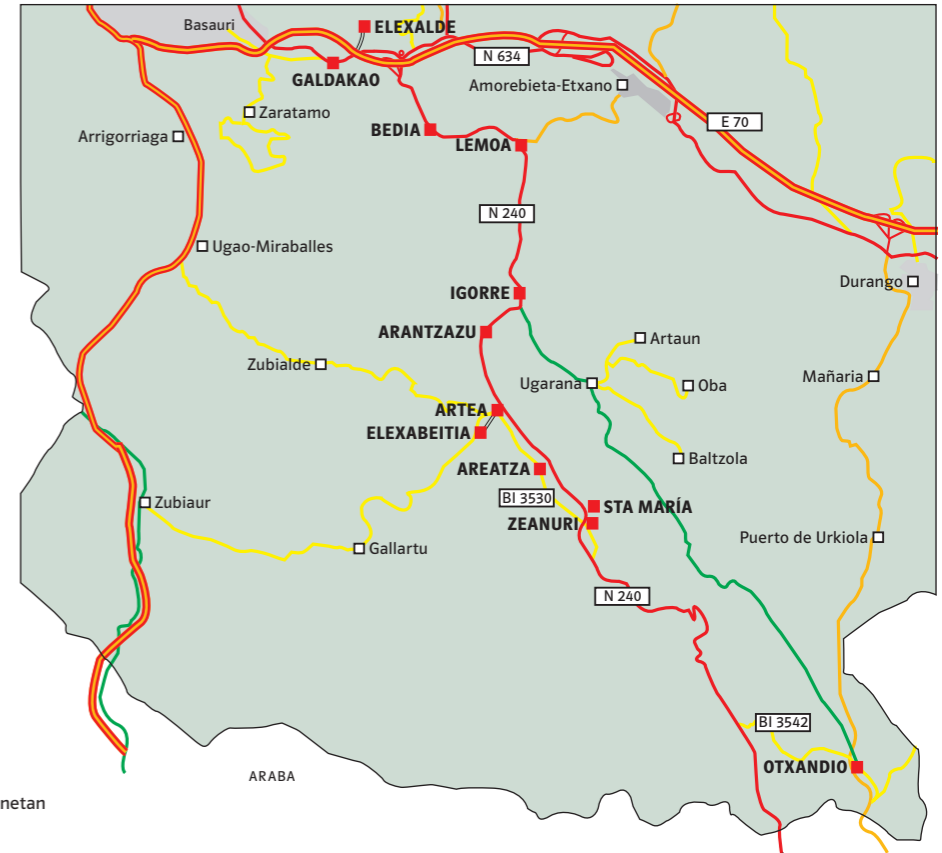 Basauri
ELEXALDE
N 634
GALDAKAO
Amorebieta-Etxano
Zaratamo
E 70
Arrigorriaga
BEDIA
LEMOA
N 240
Ugao-Miraballes
Durango
IGORRE
ARANTZAZU
Artaun
Zubialde
Ugarana
Oba
Mañaria
ARTEA
ELEXABEITIA
Baltzola
AREATZA
BI 3530
Zubiaur
STA MARÍA
ZEANURI
Gallartu
Puerto de Urkiola
N 240
BI 3542
OTXANDIO
ARABA
netan